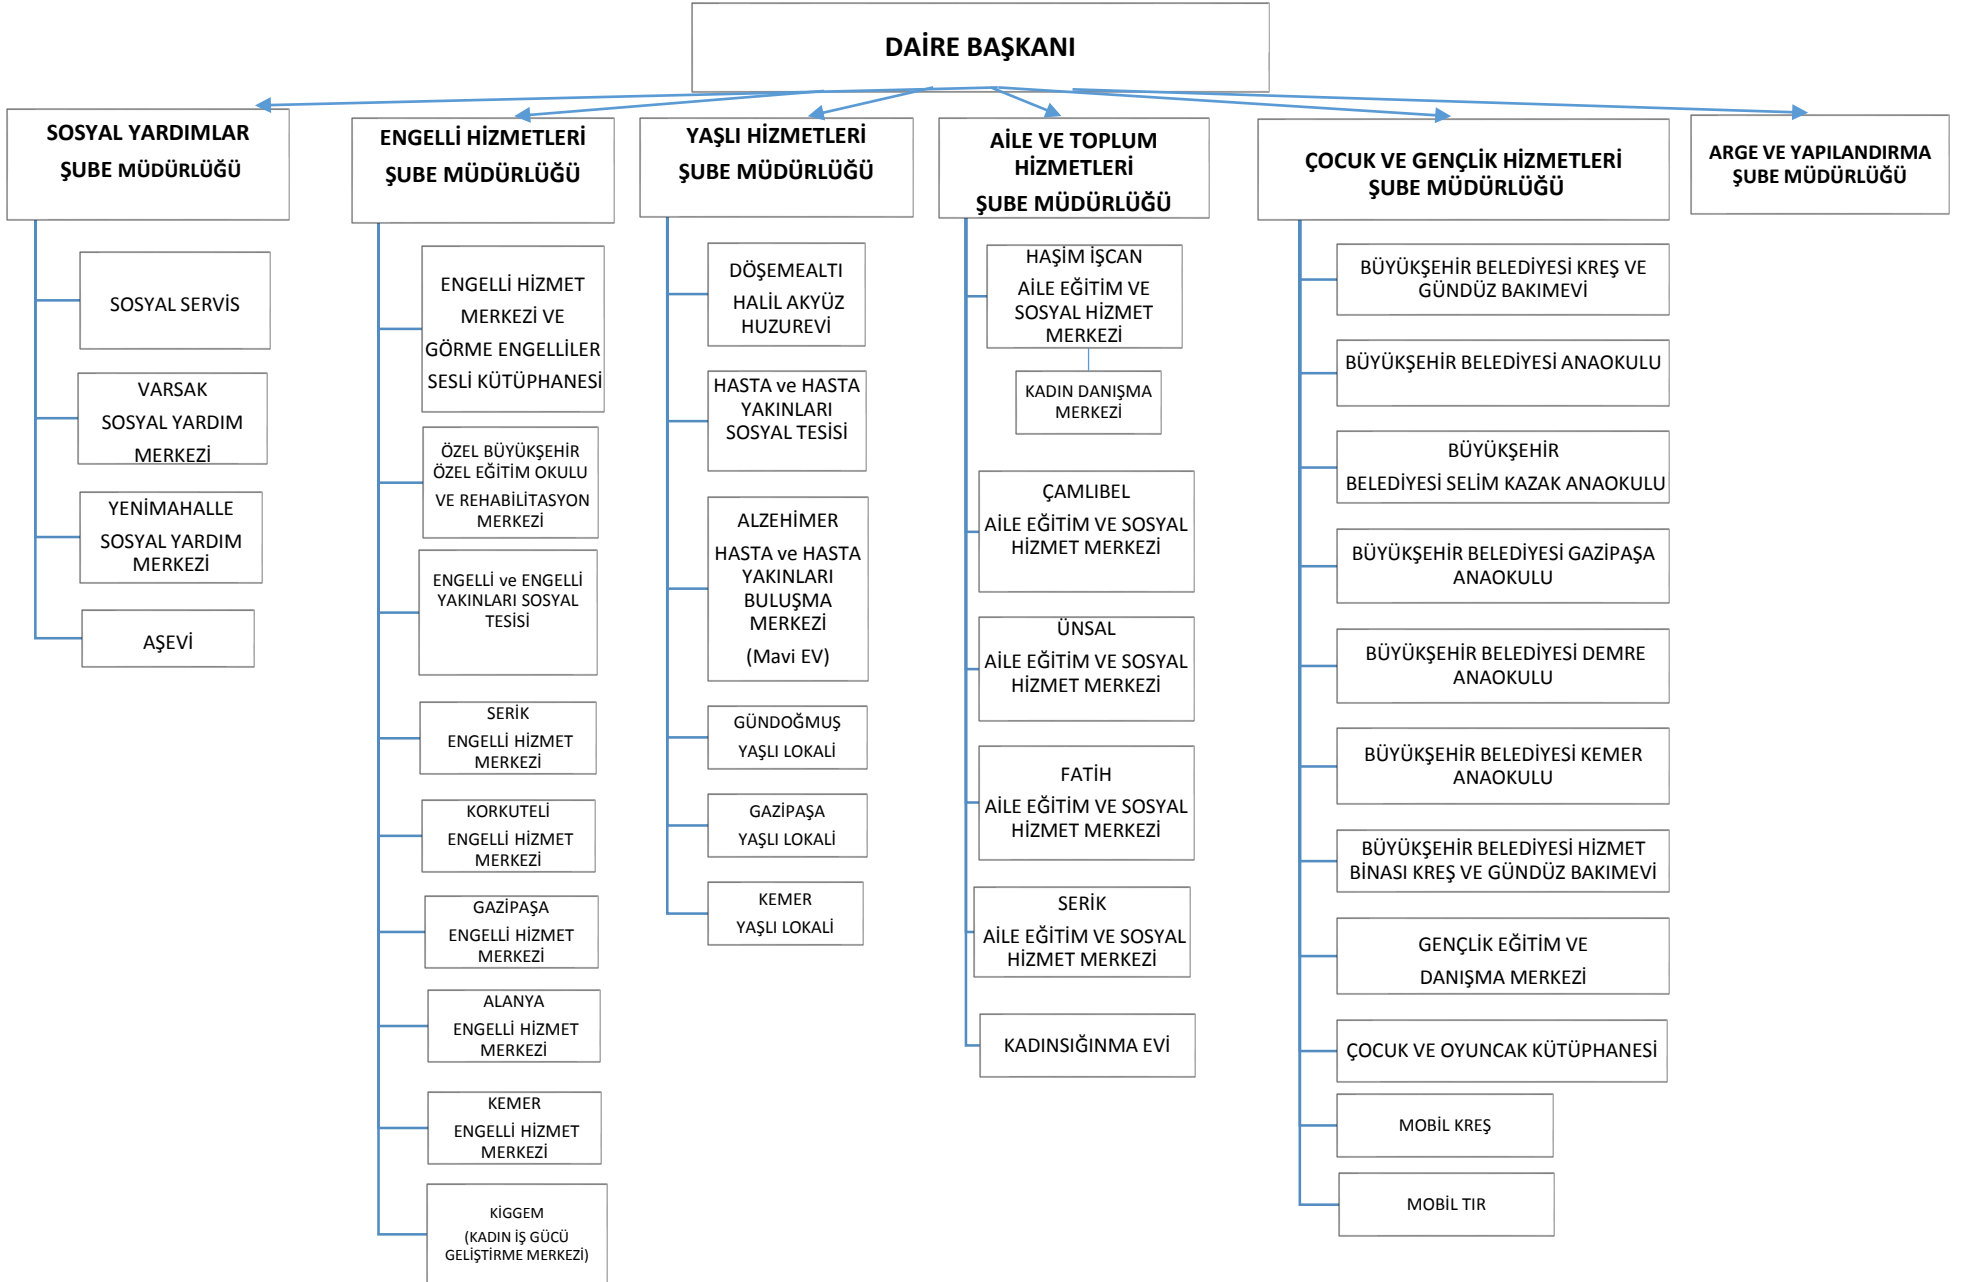 DAİRE BAŞKANI
SOSYAL YARDIMLAR
ŞUBE MÜDÜRLÜĞÜ
SOSYAL SERVİS
VARSAK
SOSYAL YARDIM
MERKEZİ
YENİMAHALLE
SOSYAL YARDIM
MERKEZİ
AŞEVİ
ENGELLİ HİZMETLERİ
ŞUBE MÜDÜRLÜĞÜ
ENGELLİ HİZMET
MERKEZİ VE
GÖRME ENGELLİLER
SESLİ KÜTÜPHANESİ
ÖZEL BÜYÜKŞEHİR
ÖZEL EĞİTİM OKULU
VE REHABİLİTASYON
MERKEZİ
ENGELLİ ve ENGELLİ
YAKINLARI SOSYAL
TESİSİ
SERİK
ENGELLİ HİZMET
MERKEZİ
KORKUTELİ
ENGELLİ HİZMET
MERKEZİ
GAZİPAŞA
ENGELLİ HİZMET
MERKEZİ
ALANYA
ENGELLİ HİZMET
MERKEZİ
KEMER
ENGELLİ HİZMET
MERKEZİ
KİGGEM
(KADIN İŞ GÜCÜ
GELİŞTİRME MERKEZİ)
YAŞLI HİZMETLERİ
ŞUBE MÜDÜRLÜĞÜ
DÖŞEMEALTI
HALİL AKYÜZ
HUZUREVİ
HASTA ve HASTA
YAKINLARI
SOSYAL TESİSİ
ALZEHİMER
HASTA ve HASTA
YAKINLARI
BULUŞMA
MERKEZİ
(Mavi EV)
GÜNDOĞMUŞ
YAŞLI LOKALİ
GAZİPAŞA
YAŞLI LOKALİ
KEMER
YAŞLI LOKALİ
AİLE VE TOPLUM
HİZMETLERİ
ŞUBE MÜDÜRLÜĞÜ
HAŞİM İŞCAN
AİLE EĞİTİM VE
SOSYAL HİZMET
MERKEZİ
KADIN DANIŞMA
MERKEZİ
ÇAMLIBEL
AİLE EĞİTİM VE SOSYAL
HİZMET MERKEZİ
ÜNSAL
AİLE EĞİTİM VE SOSYAL
HİZMET MERKEZİ
FATİH
AİLE EĞİTİM VE SOSYAL
HİZMET MERKEZİ
SERİK
AİLE EĞİTİM VE SOSYAL
HİZMET MERKEZİ
KADINSIĞINMA EVİ
ÇOCUK VE GENÇLİK HİZMETLERİ
ŞUBE MÜDÜRLÜĞÜ
BÜYÜKŞEHİR BELEDİYESİ KREŞ VE
GÜNDÜZ BAKIMEVİ
BÜYÜKŞEHİR BELEDİYESİ ANAOKULU
BÜYÜKŞEHİR
BELEDİYESİ SELİM KAZAK ANAOKULU
BÜYÜKŞEHİR BELEDİYESİ GAZİPAŞA
ANAOKULU
BÜYÜKŞEHİR BELEDİYESİ DEMRE
ANAOKULU
BÜYÜKŞEHİR BELEDİYESİ KEMER
ANAOKULU
BÜYÜKŞEHİR BELEDİYESİ HİZMET
BİNASI KREŞ VE GÜNDÜZ BAKIMEVİ
GENÇLİK EĞİTİM VE
DANIŞMA MERKEZİ
ÇOCUK VE OYUNCAK KÜTÜPHANESİ
MOBİL KREŞ
MOBİL TIR
ARGE VE YAPILANDIRMA
ŞUBE MÜDÜRLÜĞÜ